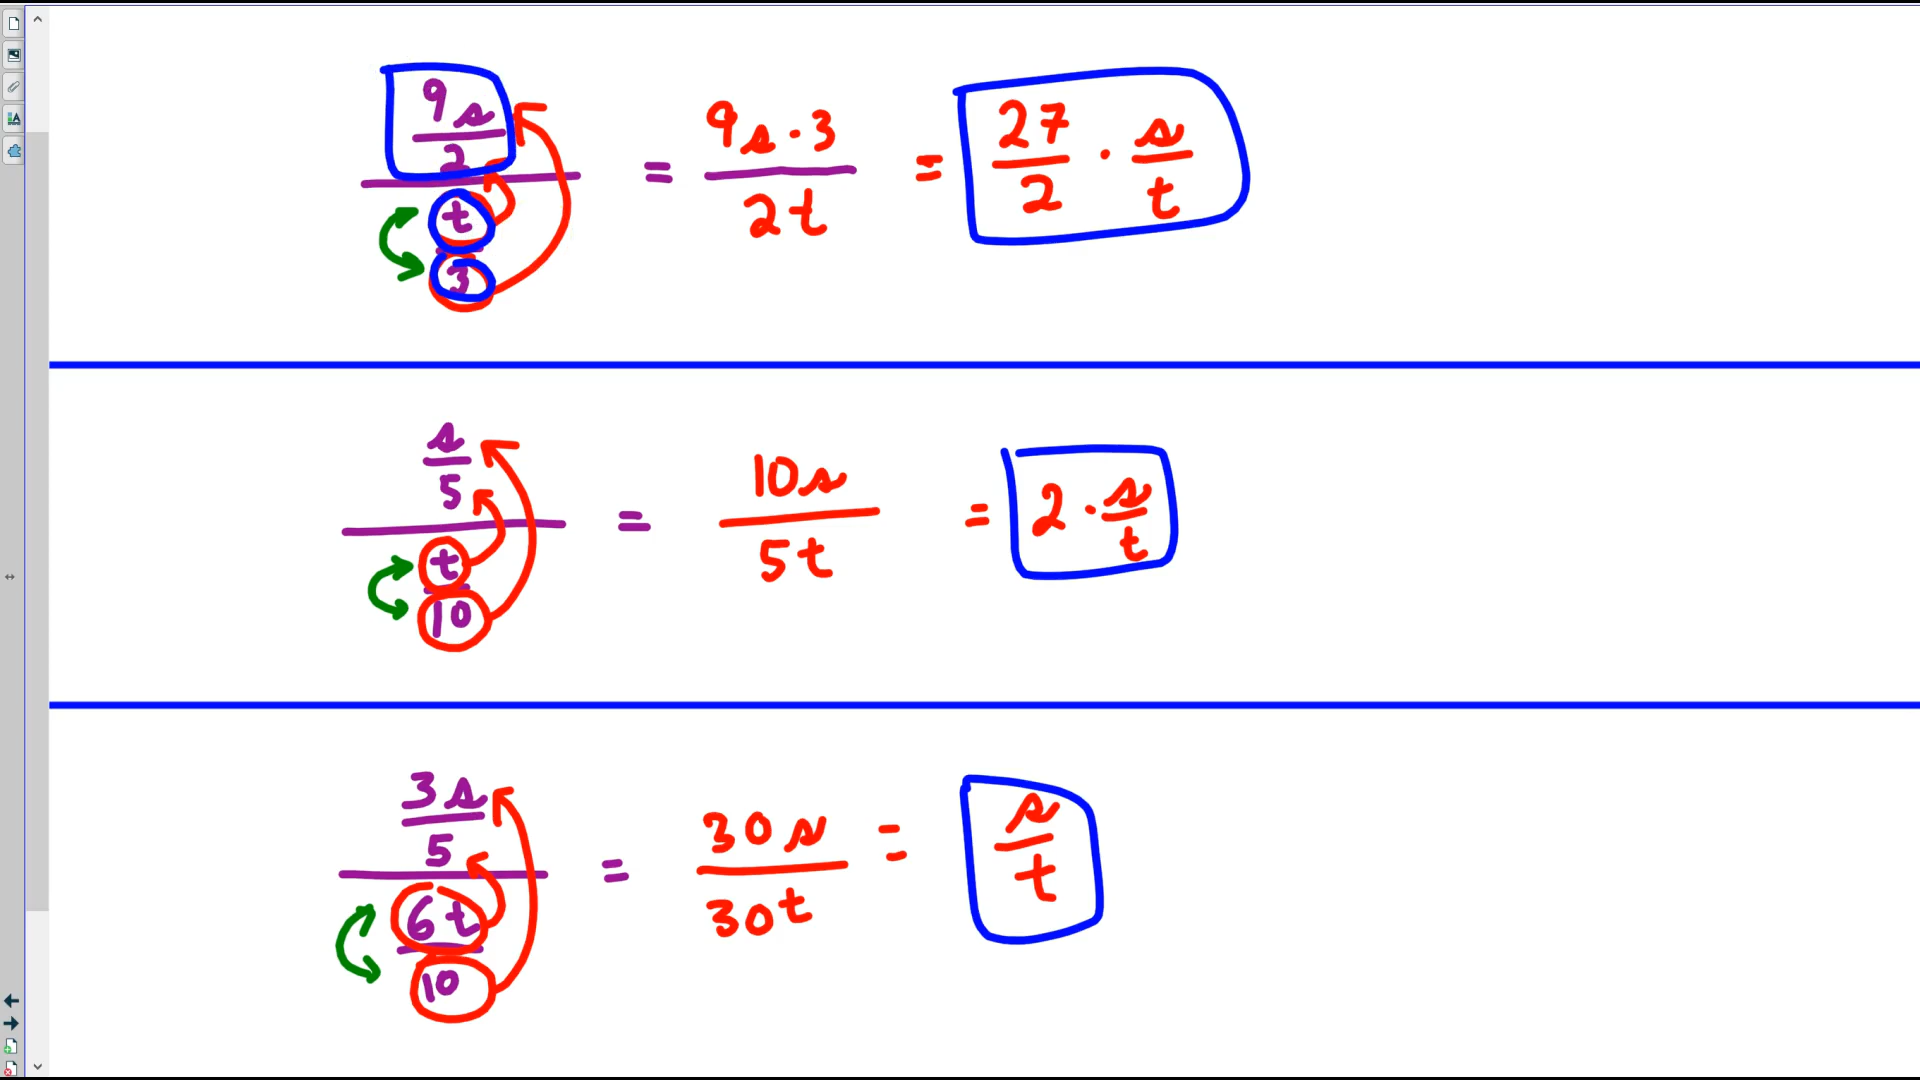 (9s/2)/(t/3) = (9s·3)/(2t) = 27/2 · s/t
(s/5)/(t/10) = 10s/5t = 2 · s/t
(3s/5)/(6t/10) = 30s/30t = s/t